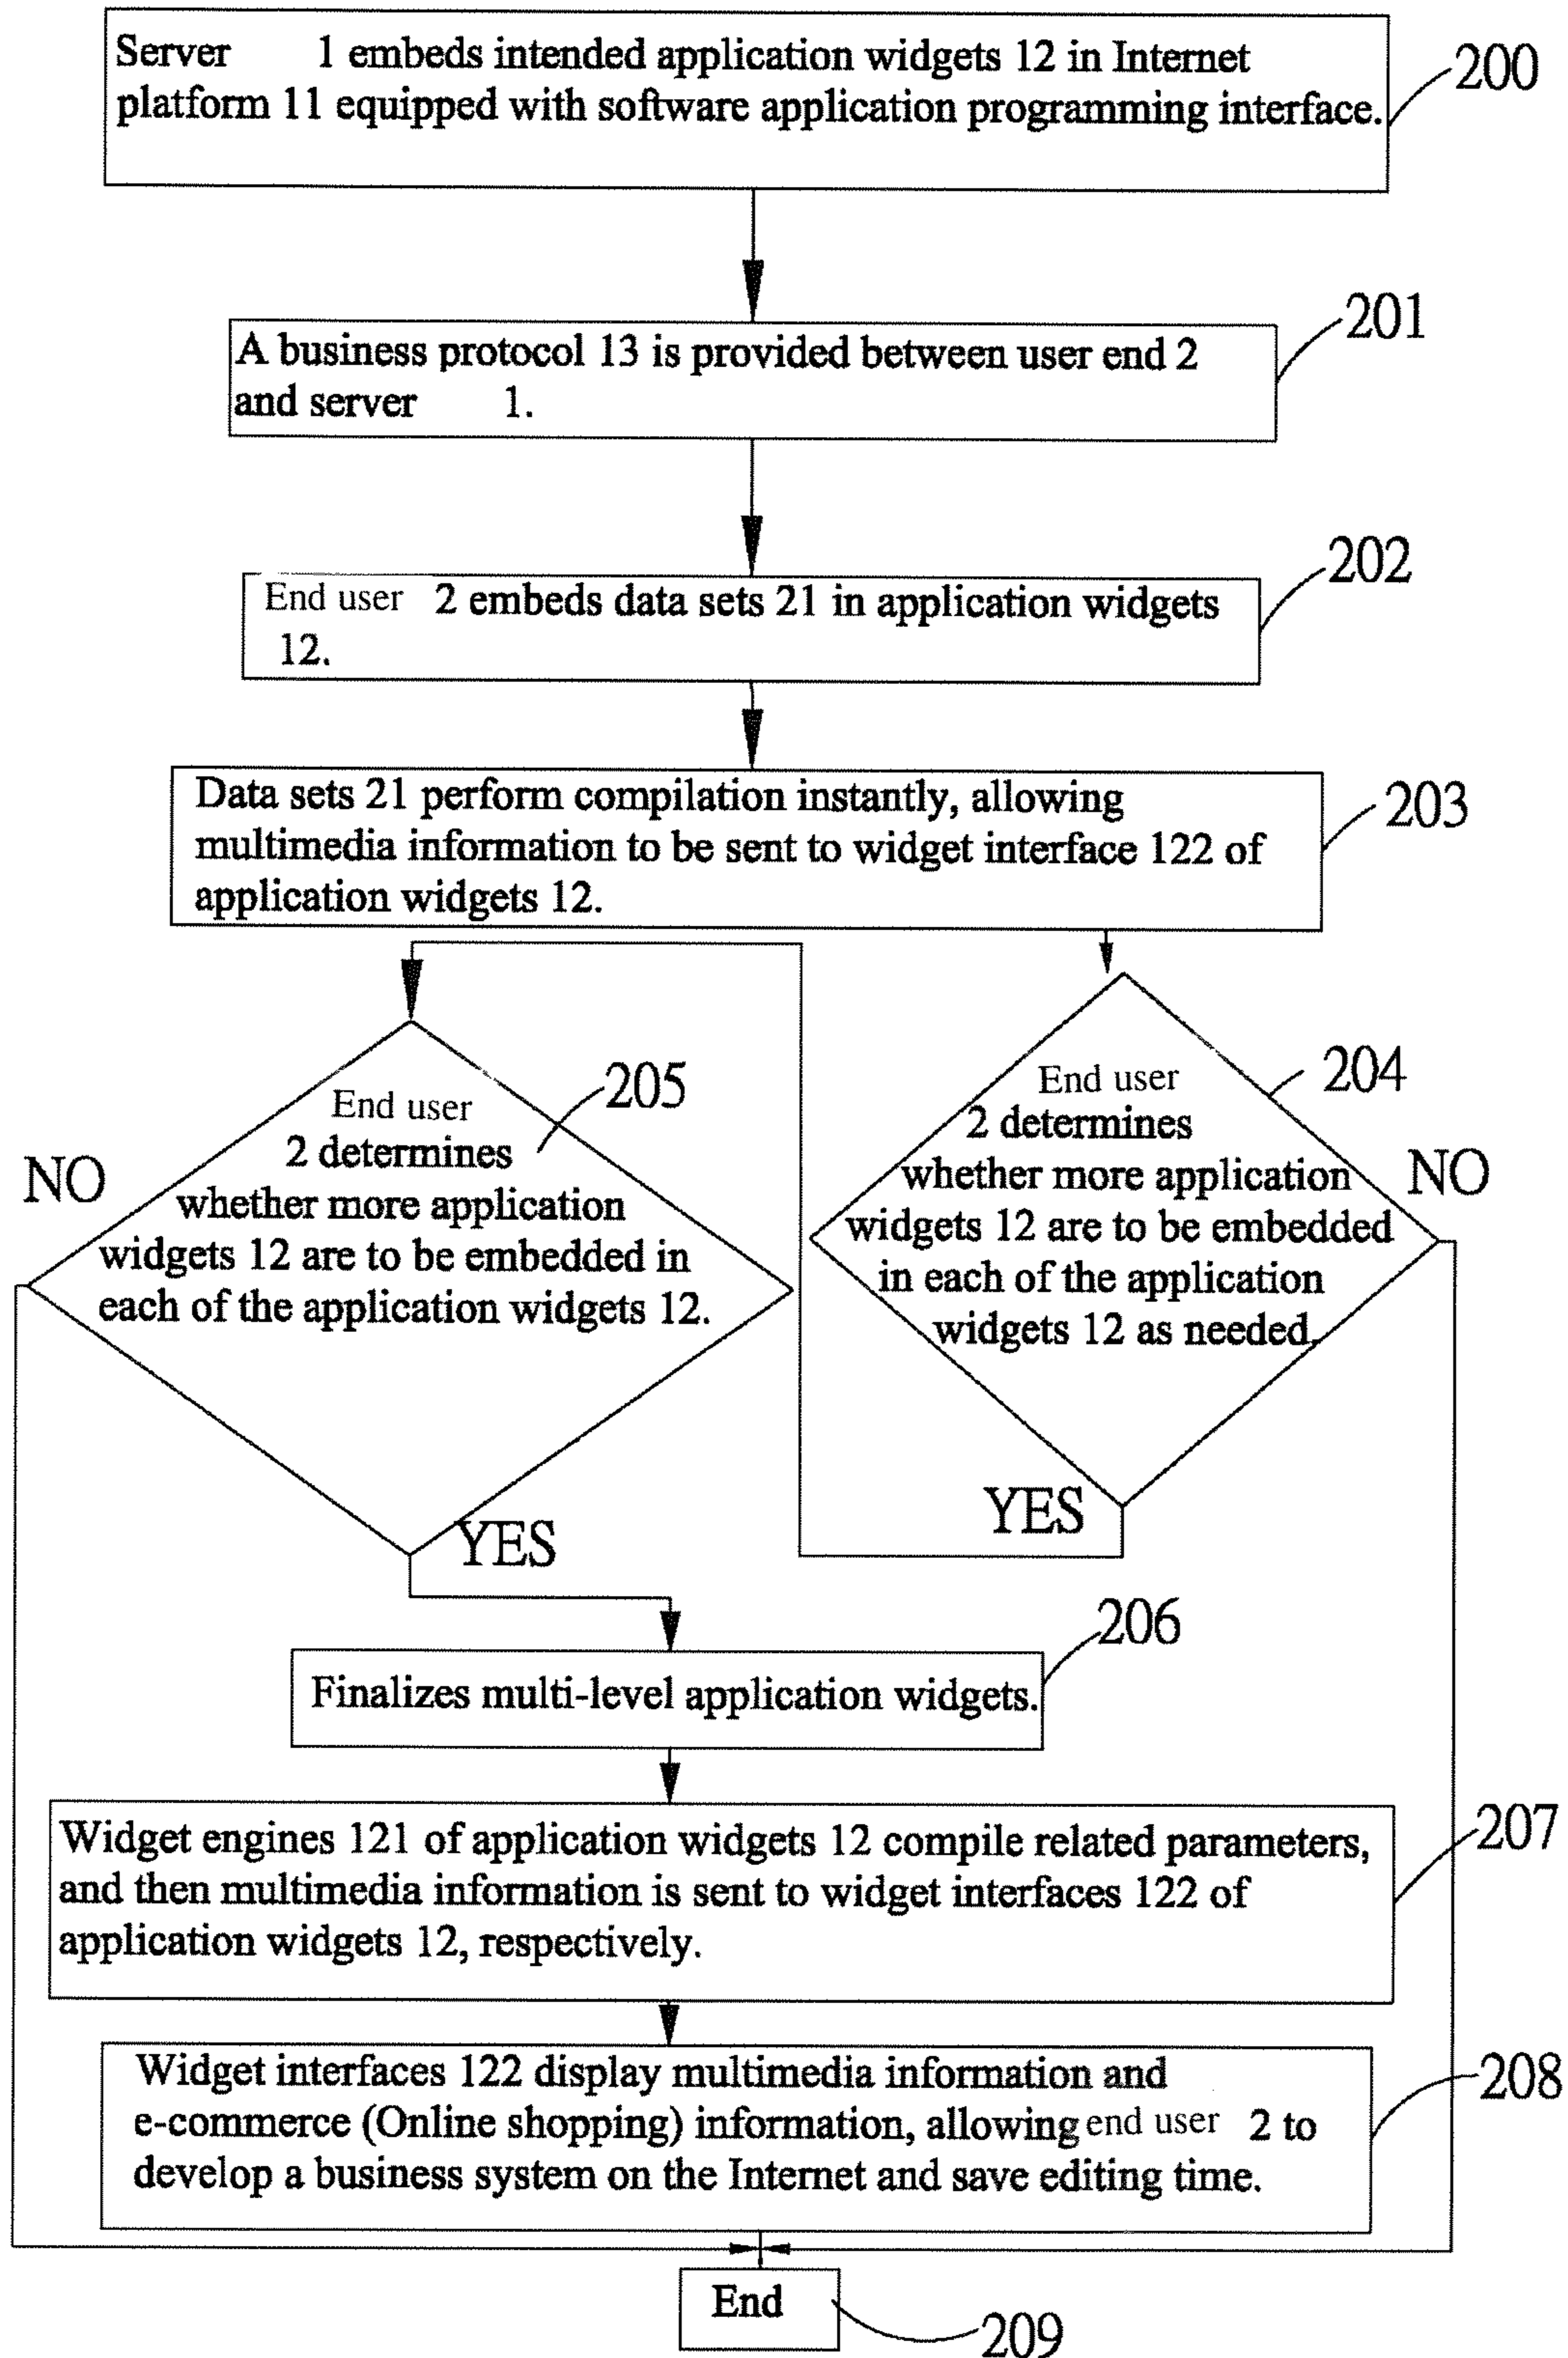 Server 1 embeds intended application widgets 12 in Internet
platform 11 equipped with software application programming interface.
200
A business protocol 13 is provided between user end 2
and server 1.
201
End user 2 embeds data sets 21 in application widgets
12.
202
Data sets 21 perform compilation instantly, allowing
multimedia information to be sent to widget interface 122 of
application widgets 12.
203
End user
2 determines
whether more application
widgets 12 are to be embedded
in each of the application
widgets 12 as needed.
204
NO
YES
End user
2 determines
whether more application
widgets 12 are to be embedded in
each of the application widgets 12.
205
NO
YES
Finalizes multi-level application widgets.
206
Widget engines 121 of application widgets 12 compile related parameters,
and then multimedia information is sent to widget interfaces 122 of
application widgets 12, respectively.
207
Widget interfaces 122 display multimedia information and
e-commerce (Online shopping) information, allowing end user 2 to
develop a business system on the Internet and save editing time.
208
End
209